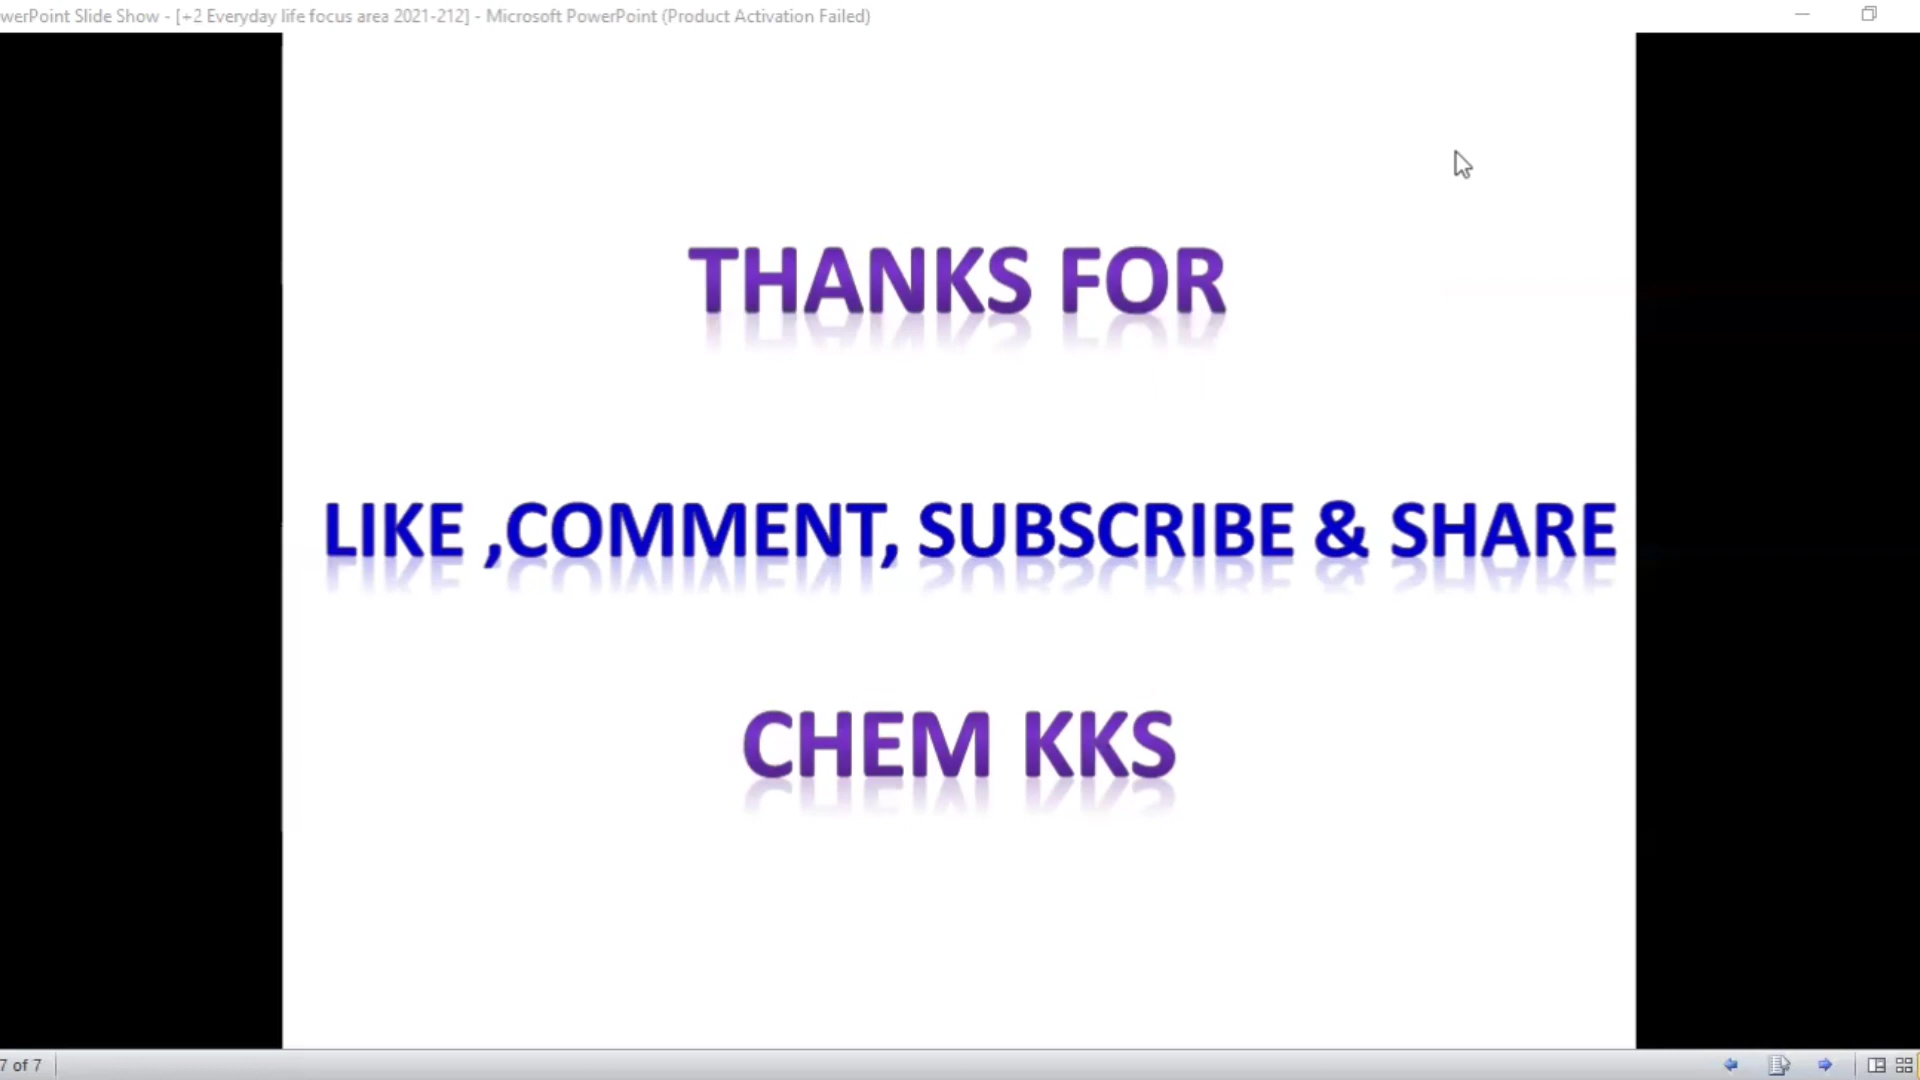 werPoint Slide Show - [+2 Everyday life focus area 2021-212] - Microsoft PowerPoint (Product Activation Failed)
THANKS FOR
LIKE ,COMMENT, SUBSCRIBE & SHARE
CHEM KKS
7 of 7